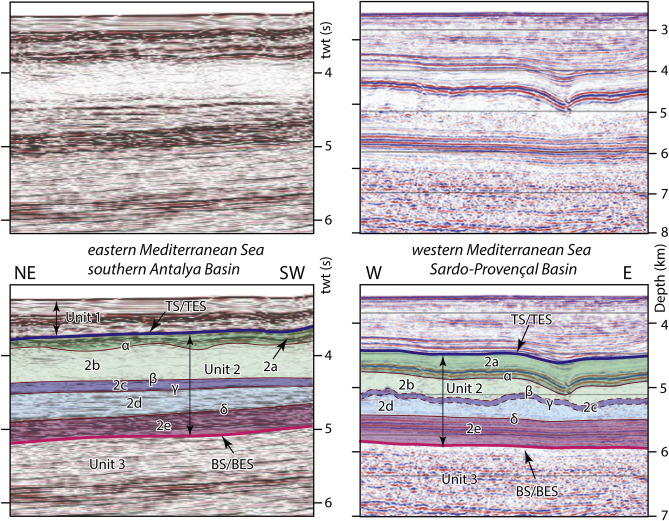 twt (s)
4
5
6
3
4
5
6
7
8
eastern Mediterranean Sea
southern Antalya Basin
NE
SW
western Mediterranean Sea
Sardo-Provençal Basin
W
E
twt (s)
Depth (km)
Unit 1
TS/TES
α
2a
2b
Unit 2
β
2c
γ
2d
δ
2e
BS/BES
Unit 3
4
5
6
TS/TES
2a
α
2b
Unit 2
β
2d
γ
2c
δ
2e
BS/BES
Unit 3
4
5
6
7